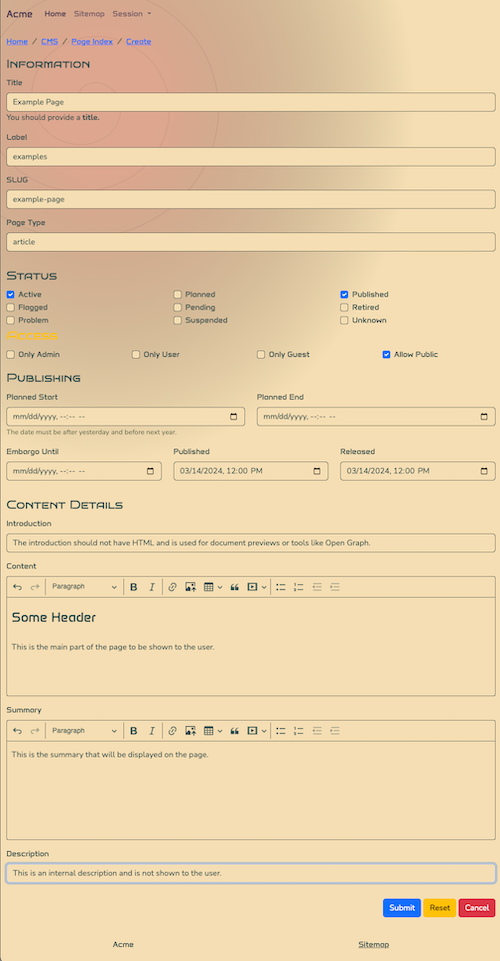 Acme Home Sitemap Session
Home / CMS / Page Index / Create
Information
Title
Example Page
You should provide a title.
Label
examples
SLUG
example-page
Page Type
article
Status
Active Planned Published
Flagged Pending Retired
Problem Suspended Unknown
Only Admin Only User Only Guest Allow Public
Publishing
Planned Start Planned End
mm/dd/yyyy, --:-- -- mm/dd/yyyy, --:-- --
The date must be after yesterday and before next year.
Embargo Until Published Released
mm/dd/yyyy, --:-- -- 03/14/2024, 12:00 PM 03/14/2024, 12:00 PM
Content Details
Introduction
The introduction should not have HTML and is used for document previews or tools like Open Graph.
Content
Paragraph B I
Some Header
This is the main part of the page to be shown to the user.
Summary
Paragraph B I
This is the summary that will be displayed on the page.
Description
This is an internal description and is not shown to the user.
Submit Reset Cancel
Acme Sitemap